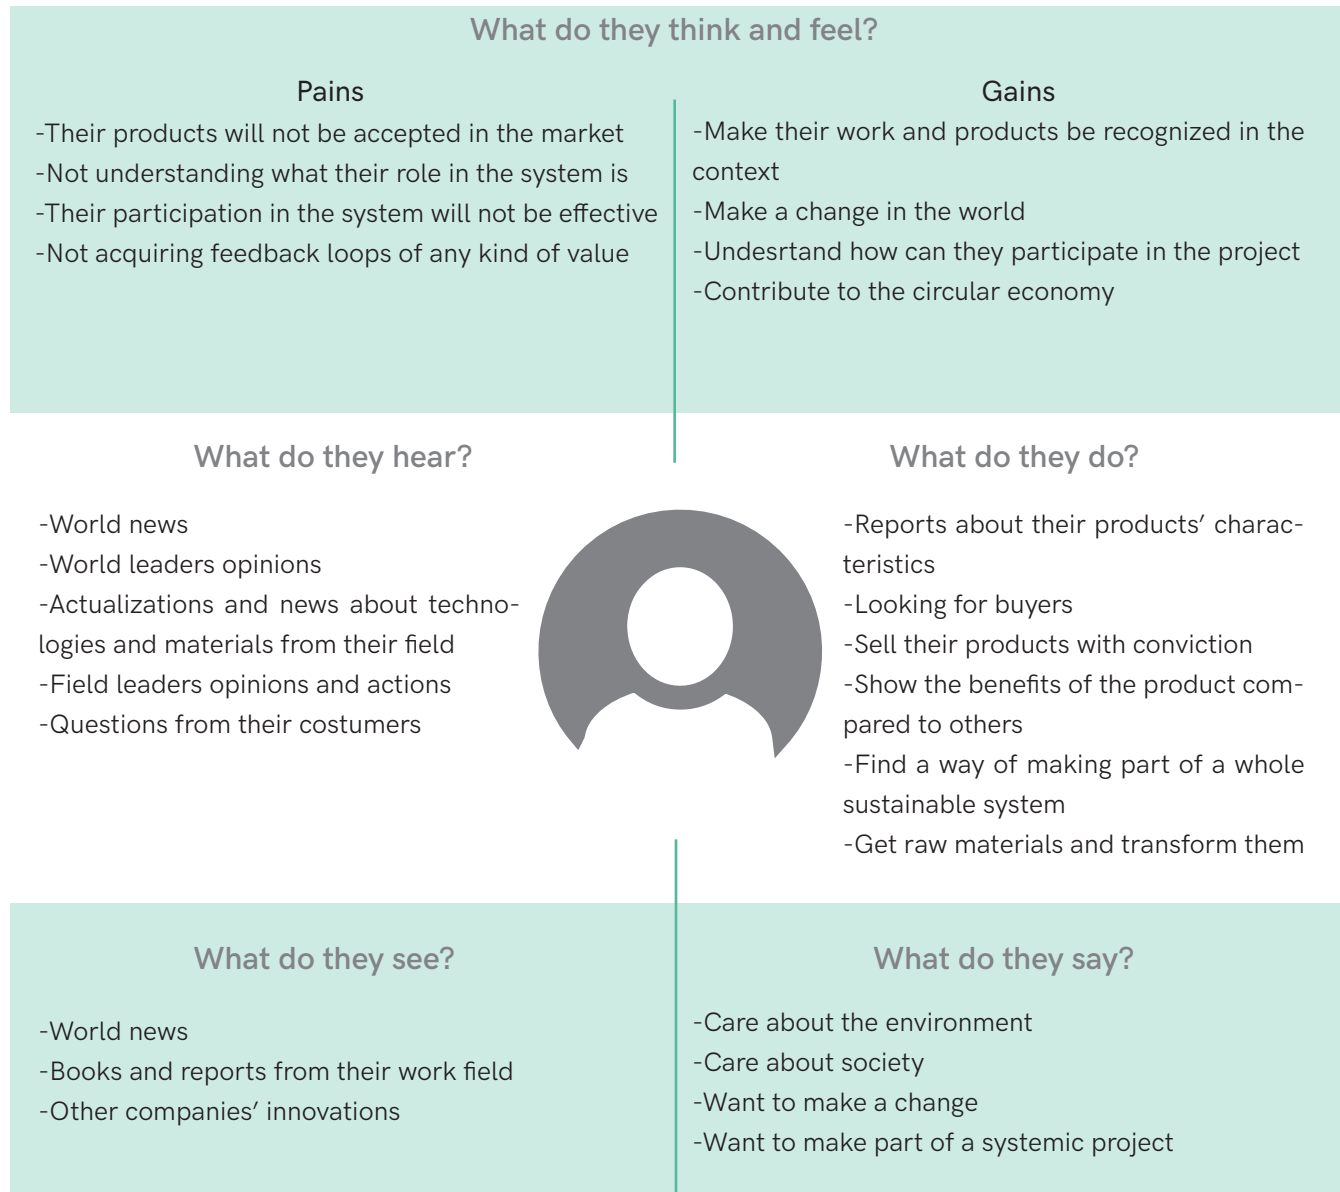 What do they think and feel?
Pains
-Their products will not be accepted in the market
-Not understanding what their role in the system is
-Their participation in the system will not be effective
-Not acquiring feedback loops of any kind of value
Gains
-Make their work and products be recognized in the
context
-Make a change in the world
-Undesrtand how can they participate in the project
-Contribute to the circular economy
What do they hear?
-World news
-World leaders opinions
-Actualizations and news about techno-
logies and materials from their field
-Field leaders opinions and actions
-Questions from their costumers
What do they do?
-Reports about their products’ charac-
teristics
-Looking for buyers
-Sell their products with conviction
-Show the benefits of the product com-
pared to others
-Find a way of making part of a whole
sustainable system
-Get raw materials and transform them
What do they see?
-World news
-Books and reports from their work field
-Other companies’ innovations
What do they say?
-Care about the environment
-Care about society
-Want to make a change
-Want to make part of a systemic project